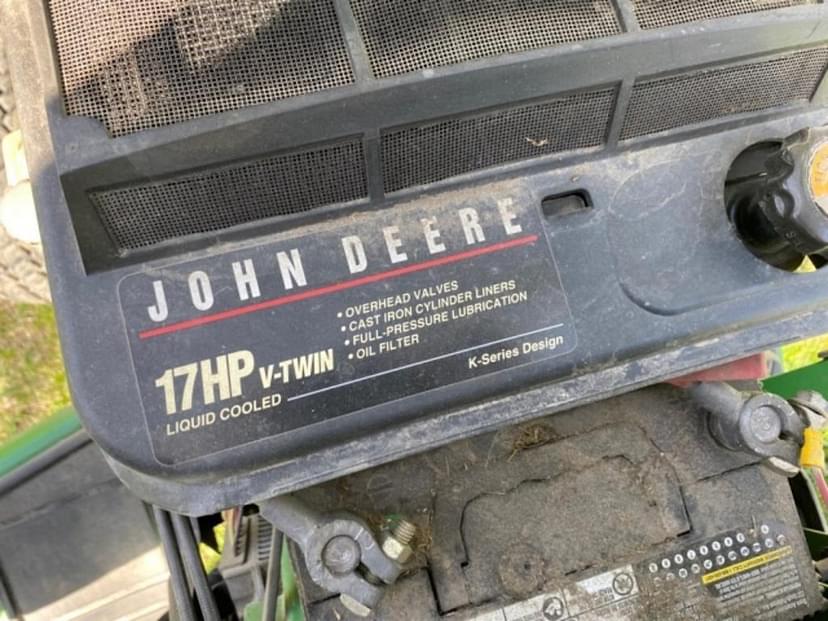 JOHN DEERE
• OVERHEAD VALVES
• CAST IRON CYLINDER LINERS
• FULL-PRESSURE LUBRICATION
• OIL FILTER
17HP V-TWIN
LIQUID COOLED
K-Series Design